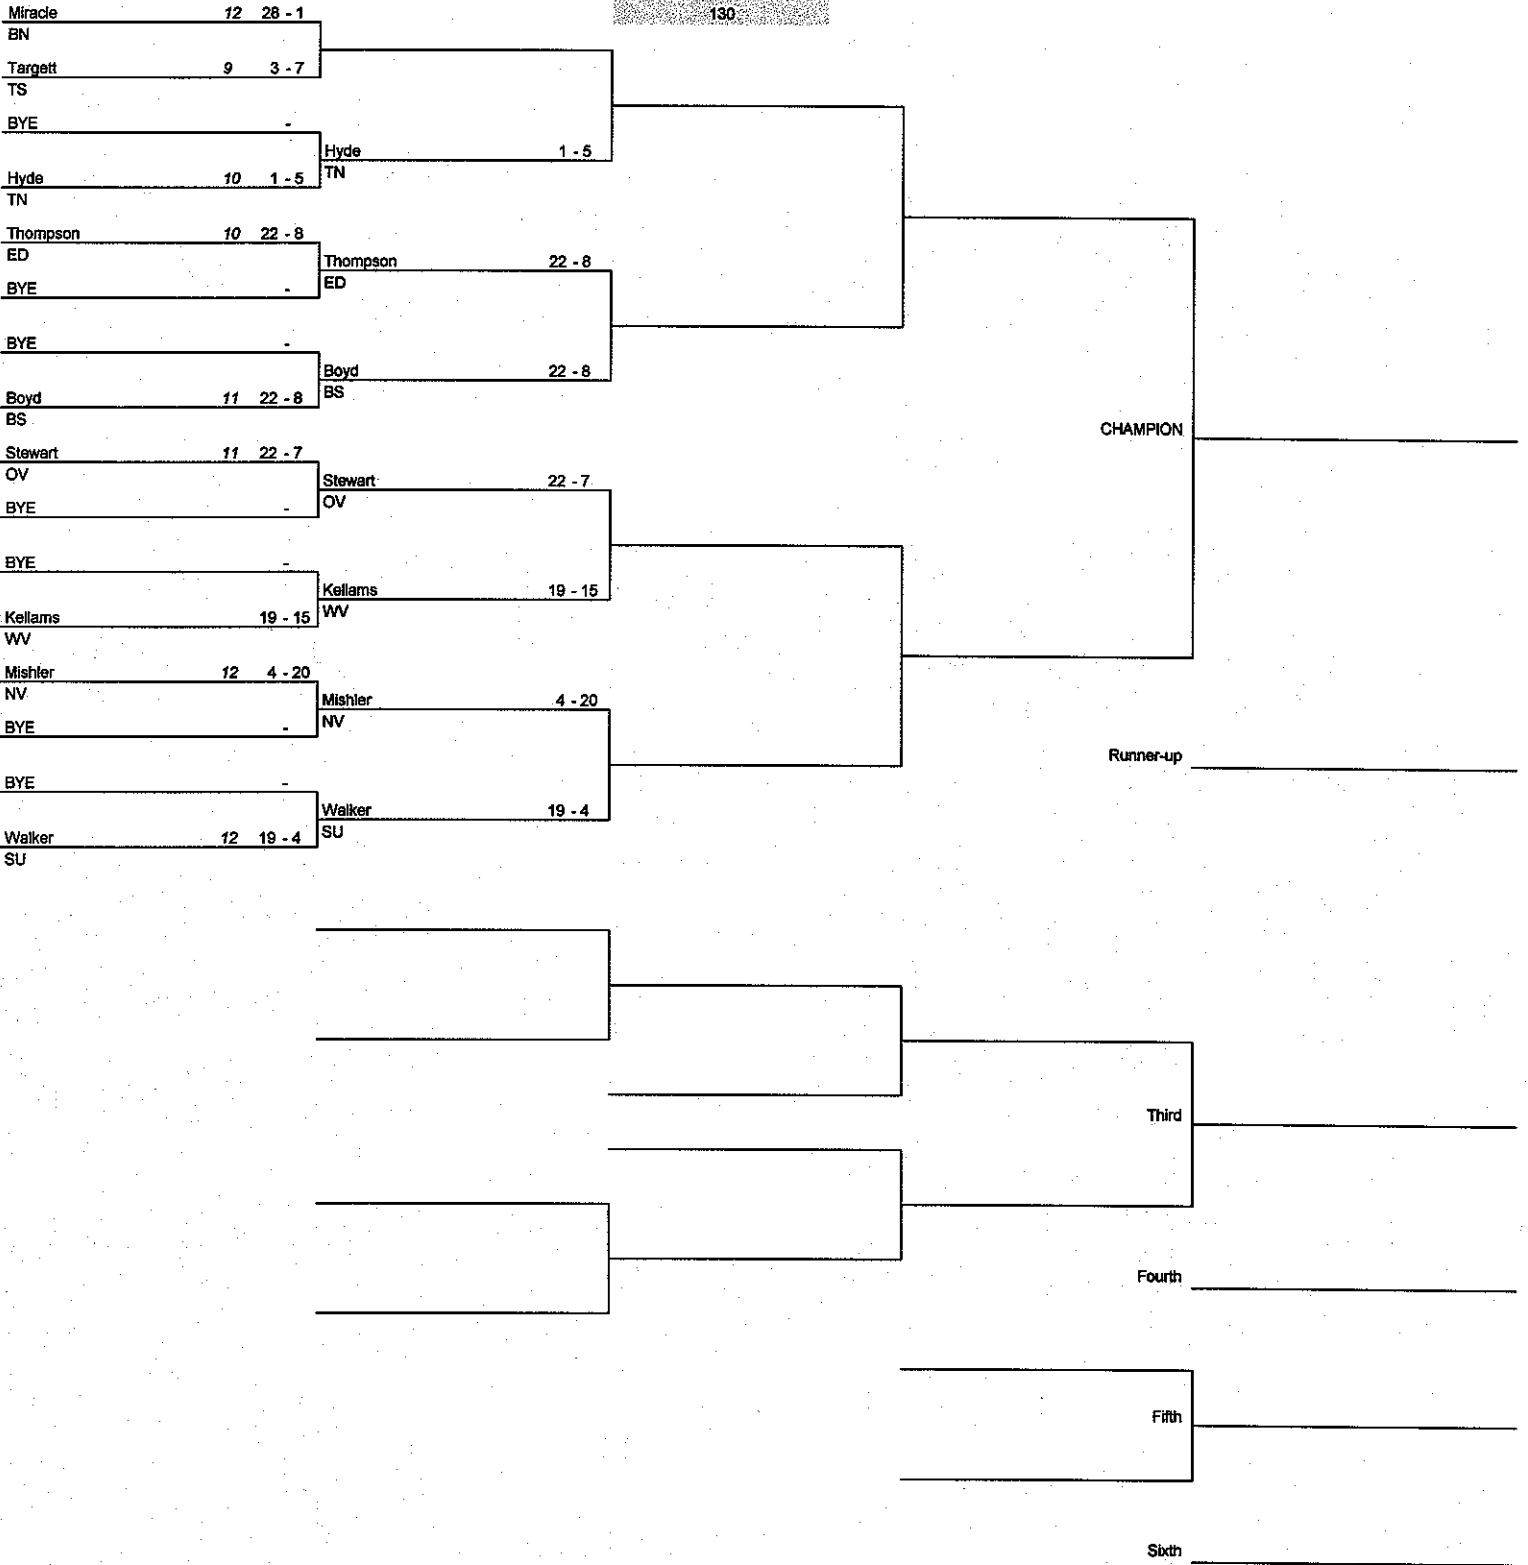 130
Miracle 12 28 - 1
BN
Targett 9 3 - 7
TS
BYE -
Hyde 1 - 5
TN
Hyde 10 1 - 5
TN
Thompson 10 22 - 8
ED
Thompson 22 - 8
ED
BYE -
BYE -
Boyd 22 - 8
BS
Boyd 11 22 - 8
BS
CHAMPION
Stewart 11 22 - 7
OV
Stewart 22 - 7
OV
BYE -
BYE -
Kellams 19 - 15
WV
Kellams 19 - 15
WV
Mishler 12 4 - 20
NV
Mishler 4 - 20
NV
BYE -
Runner-up
BYE -
Walker 19 - 4
SU
Walker 12 19 - 4
SU
Third
Fourth
Fifth
Sixth